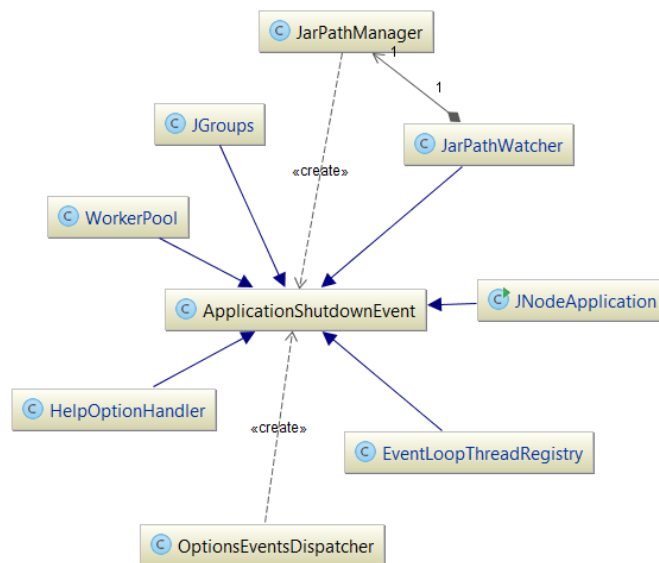 C JarPathManager
1
1
C JGroups
C JarPathWatcher
«create»
C WorkerPool
C JNodeApplication
C ApplicationShutdownEvent
C HelpOptionHandler
«create»
C EventLoopThreadRegistry
C OptionsEventsDispatcher